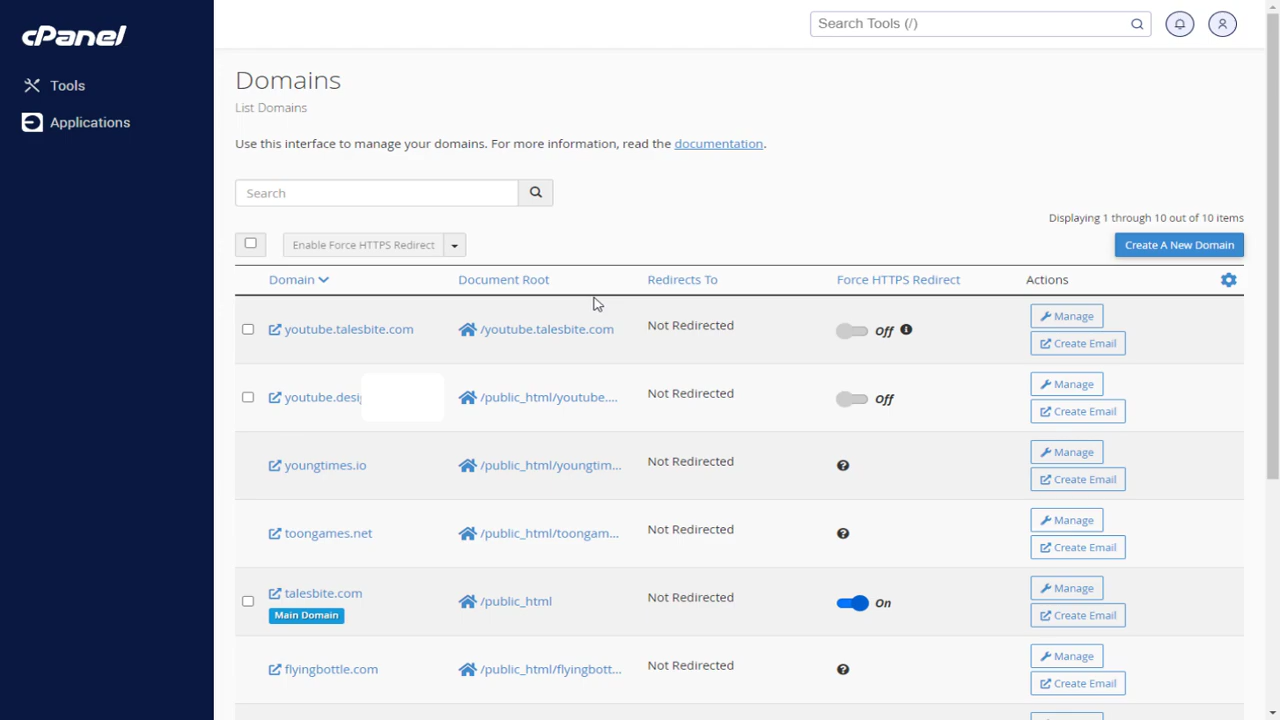 cPanel
Search Tools (/)
Tools
Applications
Domains
List Domains
Use this interface to manage your domains. For more information, read the documentation.
Search
Displaying 1 through 10 out of 10 items
Enable Force HTTPS Redirect
Create A New Domain
Domain Document Root Redirects To Force HTTPS Redirect Actions
youtube.talesbite.com /youtube.talesbite.com Not Redirected Off Manage
Create Email
youtube.desi /public_html/youtube.... Not Redirected Off Manage
Create Email
youngtimes.io /public_html/youngtim... Not Redirected Manage
Create Email
toongames.net /public_html/toongam... Not Redirected Manage
Create Email
talesbite.com /public_html Not Redirected On Manage
Main Domain Create Email
flyingbottle.com /public_html/flyingbott... Not Redirected Manage
Create Email